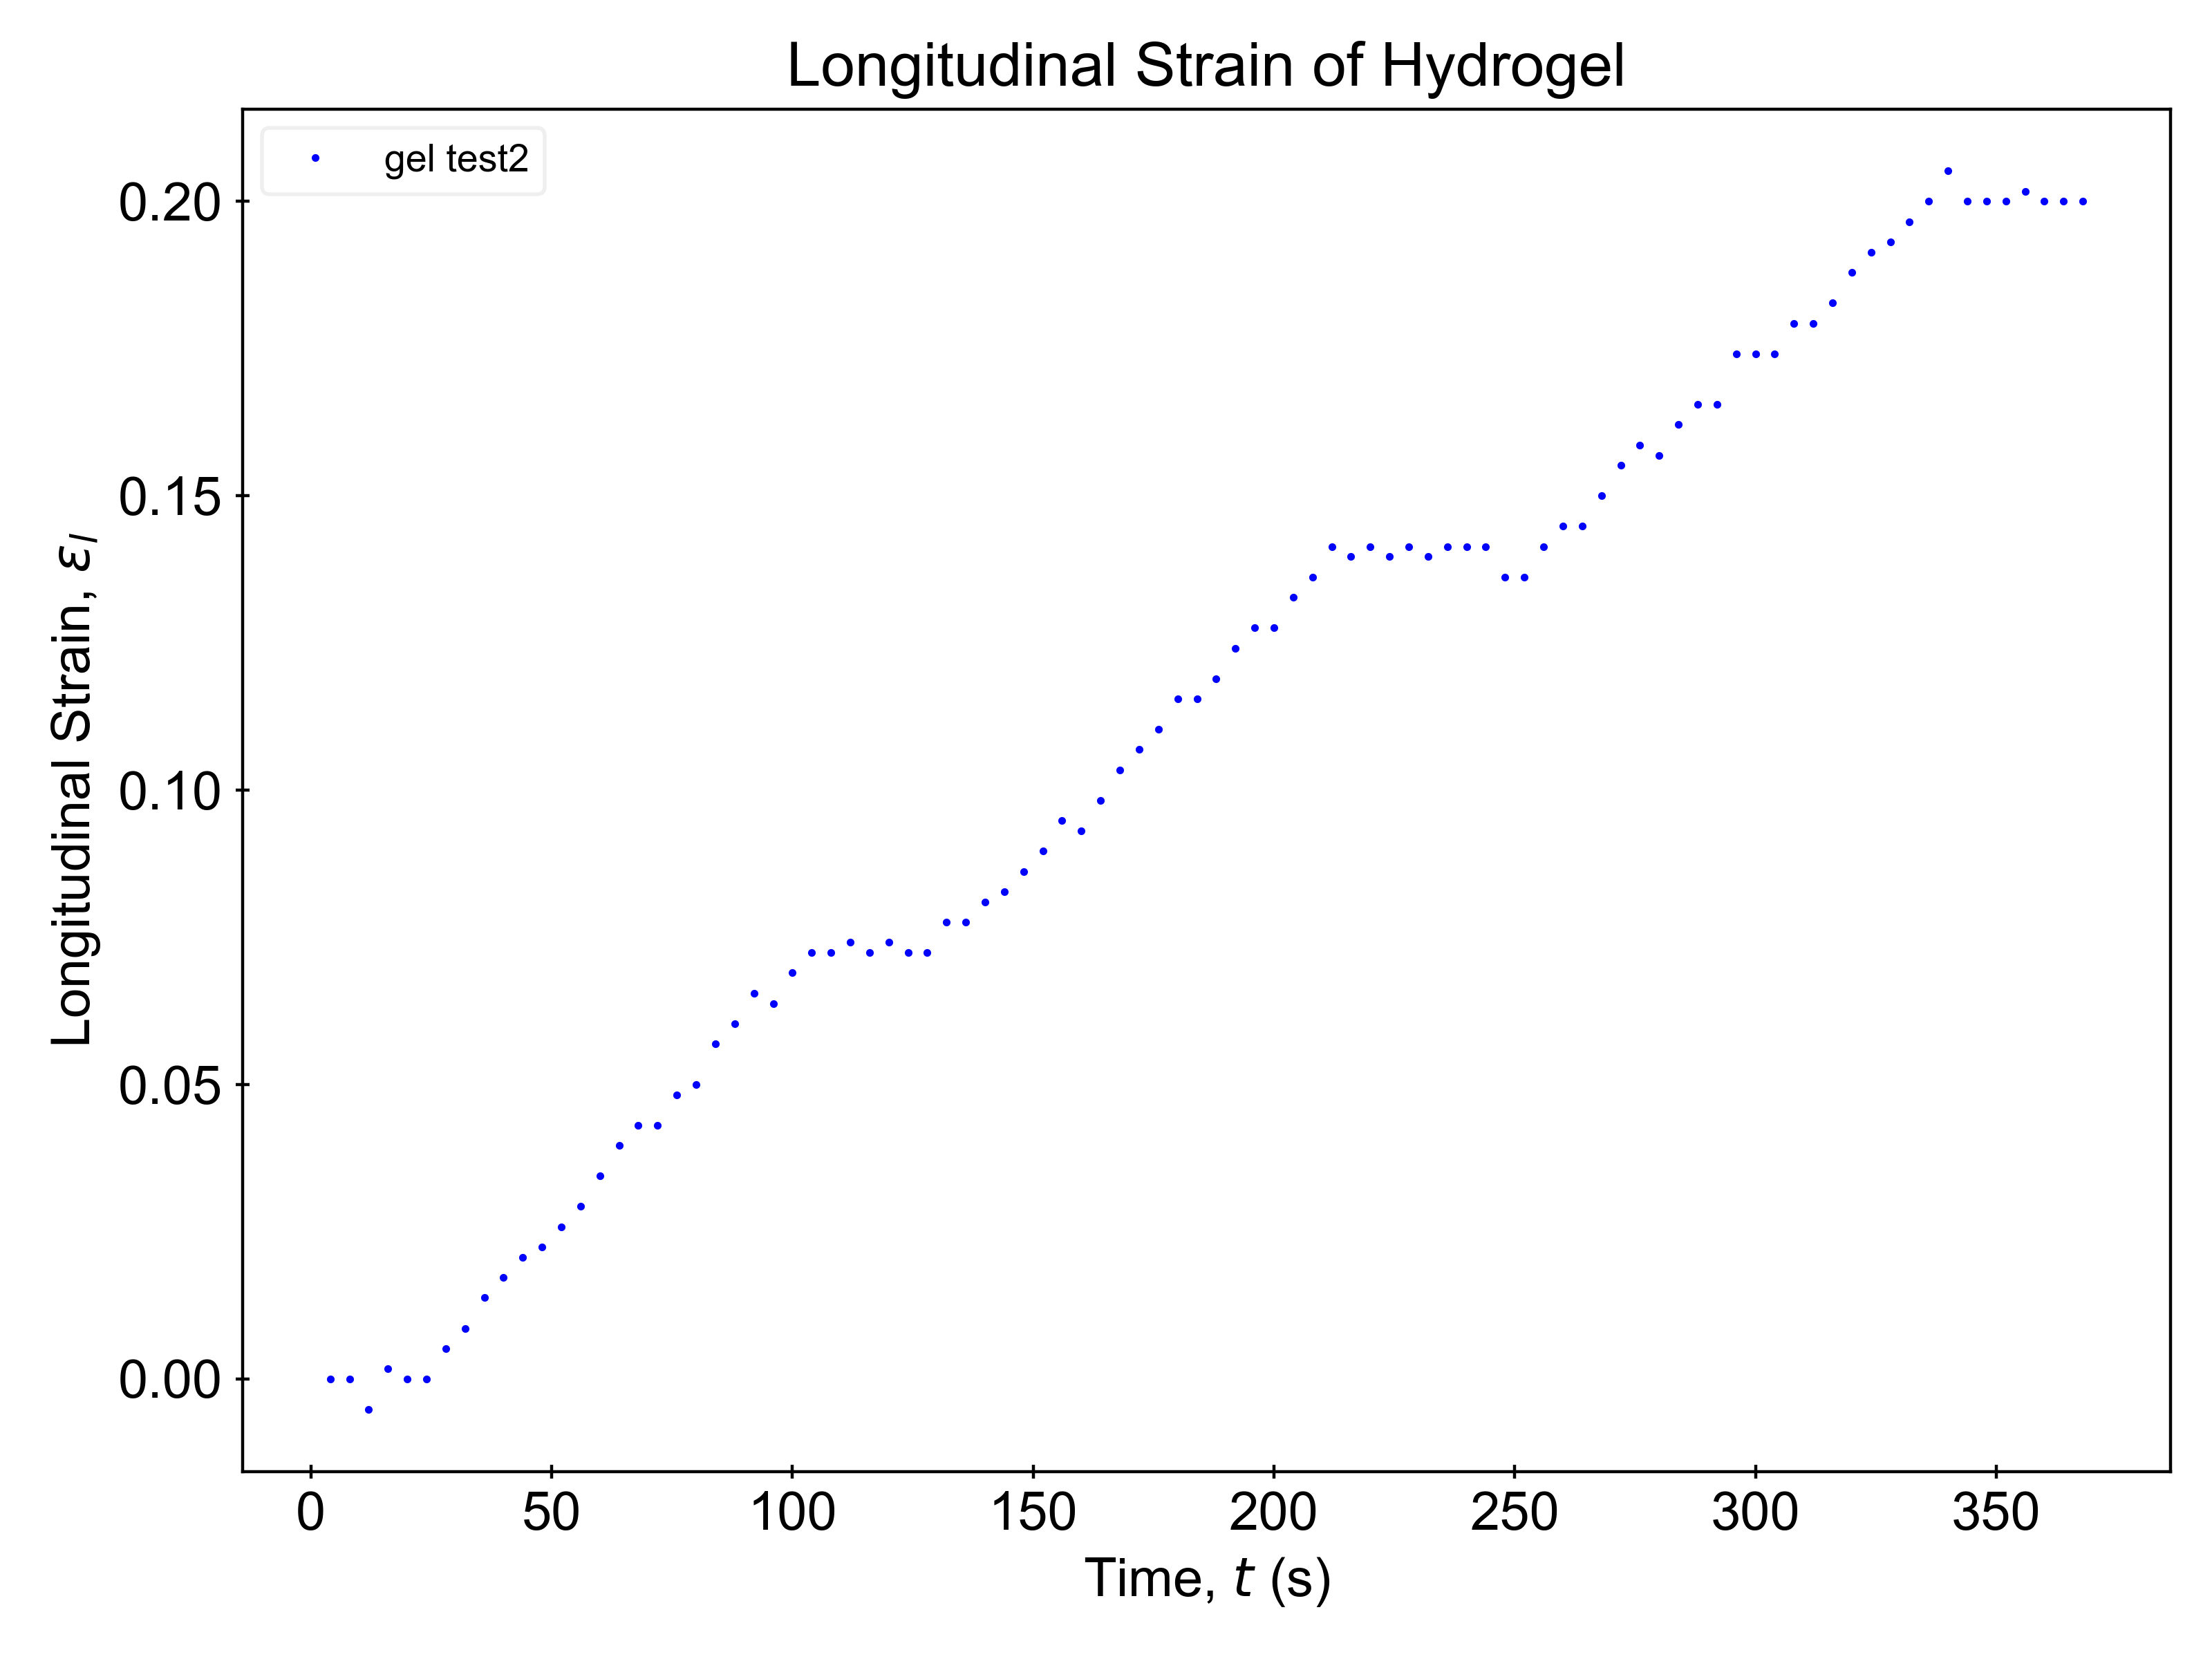 Longitudinal Strain of Hydrogel
gel test2
0.20
0.15
0.10
0.05
0.00
Longitudinal Strain, εl
0 50 100 150 200 250 300 350
Time, t (s)